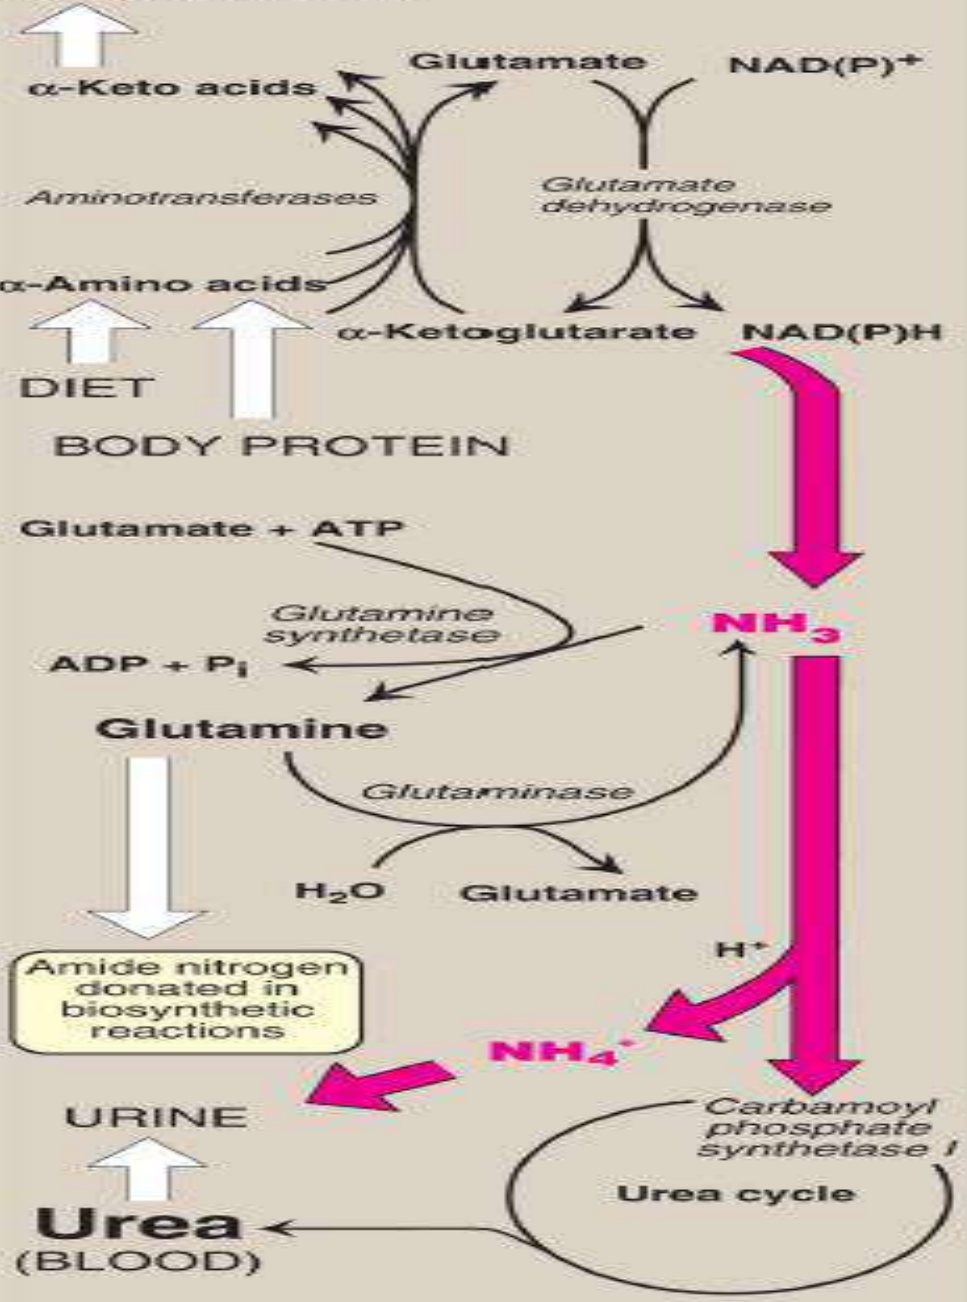 Glutamate
NAD(P)⁺
α-Keto acids
Aminotransferases
Glutamate
dehydrogenase
α-Amino acids
α-Ketoglutarate
NAD(P)H
DIET
BODY PROTEIN
Glutamate + ATP
Glutamine
synthetase
NH₃
ADP + Pᵢ
Glutamine
Glutaminase
H₂O
Glutamate
H⁺
Amide nitrogen
donated in
biosynthetic
reactions
NH₄⁺
URINE
Carbamoyl
phosphate
synthetase I
Urea cycle
Urea
(BLOOD)